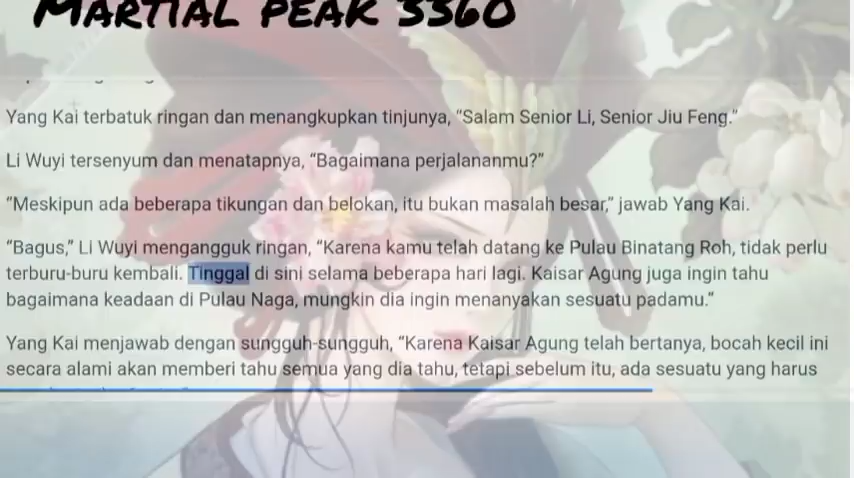 MARTIAL PEAK 3360
Yang Kai terbatuk ringan dan menangkupkan tinjunya, “Salam Senior Li, Senior Jiu Feng.”
Li Wuyi tersenyum dan menatapnya, “Bagaimana perjalananmu?”
“Meskipun ada beberapa tikungan dan belokan, itu bukan masalah besar,” jawab Yang Kai.
“Bagus,” Li Wuyi mengangguk ringan, “Karena kamu telah datang ke Pulau Binatang Roh, tidak perlu
terburu-buru kembali. Tinggal di sini selama beberapa hari lagi. Kaisar Agung juga ingin tahu
bagaimana keadaan di Pulau Naga, mungkin dia ingin menanyakan sesuatu padamu.”
Yang Kai menjawab dengan sungguh-sungguh, “Karena Kaisar Agung telah bertanya, bocah kecil ini
secara alami akan memberi tahu semua yang dia tahu, tetapi sebelum itu, ada sesuatu yang harus